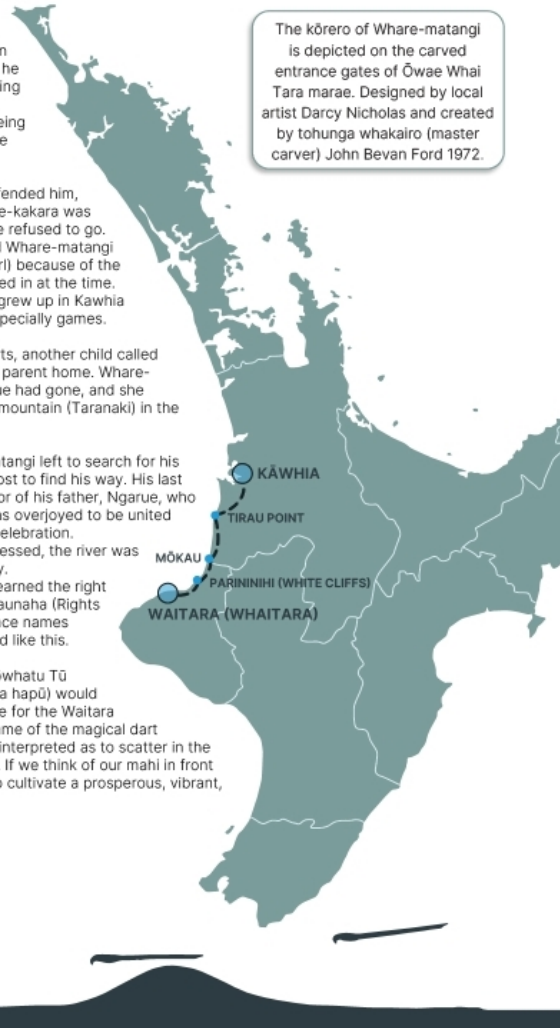 The kōrero of Whare-matangi
is depicted on the carved
entrance gates of Ōwae Whai
Tara marae. Designed by local
artist Darcy Nicholas and created
by tohunga whakairo (master
carver) John Bevan Ford 1972.
n
he
ing
eing
e
fended him,
e-kakara was
e refused to go.
Whare-matangi
rl) because of the
ed in at the time.
grew up in Kawhia
pecially games.
ts, another child called
parent home. Whare-
ue had gone, and she
mountain (Taranaki) in the
tangi left to search for his
ost to find his way. His last
or of his father, Ngarue, who
s overjoyed to be united
elebration.
essed, the river was
y.
earned the right
aunaha (Rights
ce names
d like this.
whatu Tū
a hapū) would
e for the Waitara
me of the magical dart
interpreted as to scatter in the
If we think of our mahi in front
o cultivate a prosperous, vibrant,
KĀWHIA
TIRAU POINT
MŌKAU
PARININIHI (WHITE CLIFFS)
WAITARA (WHAITARA)